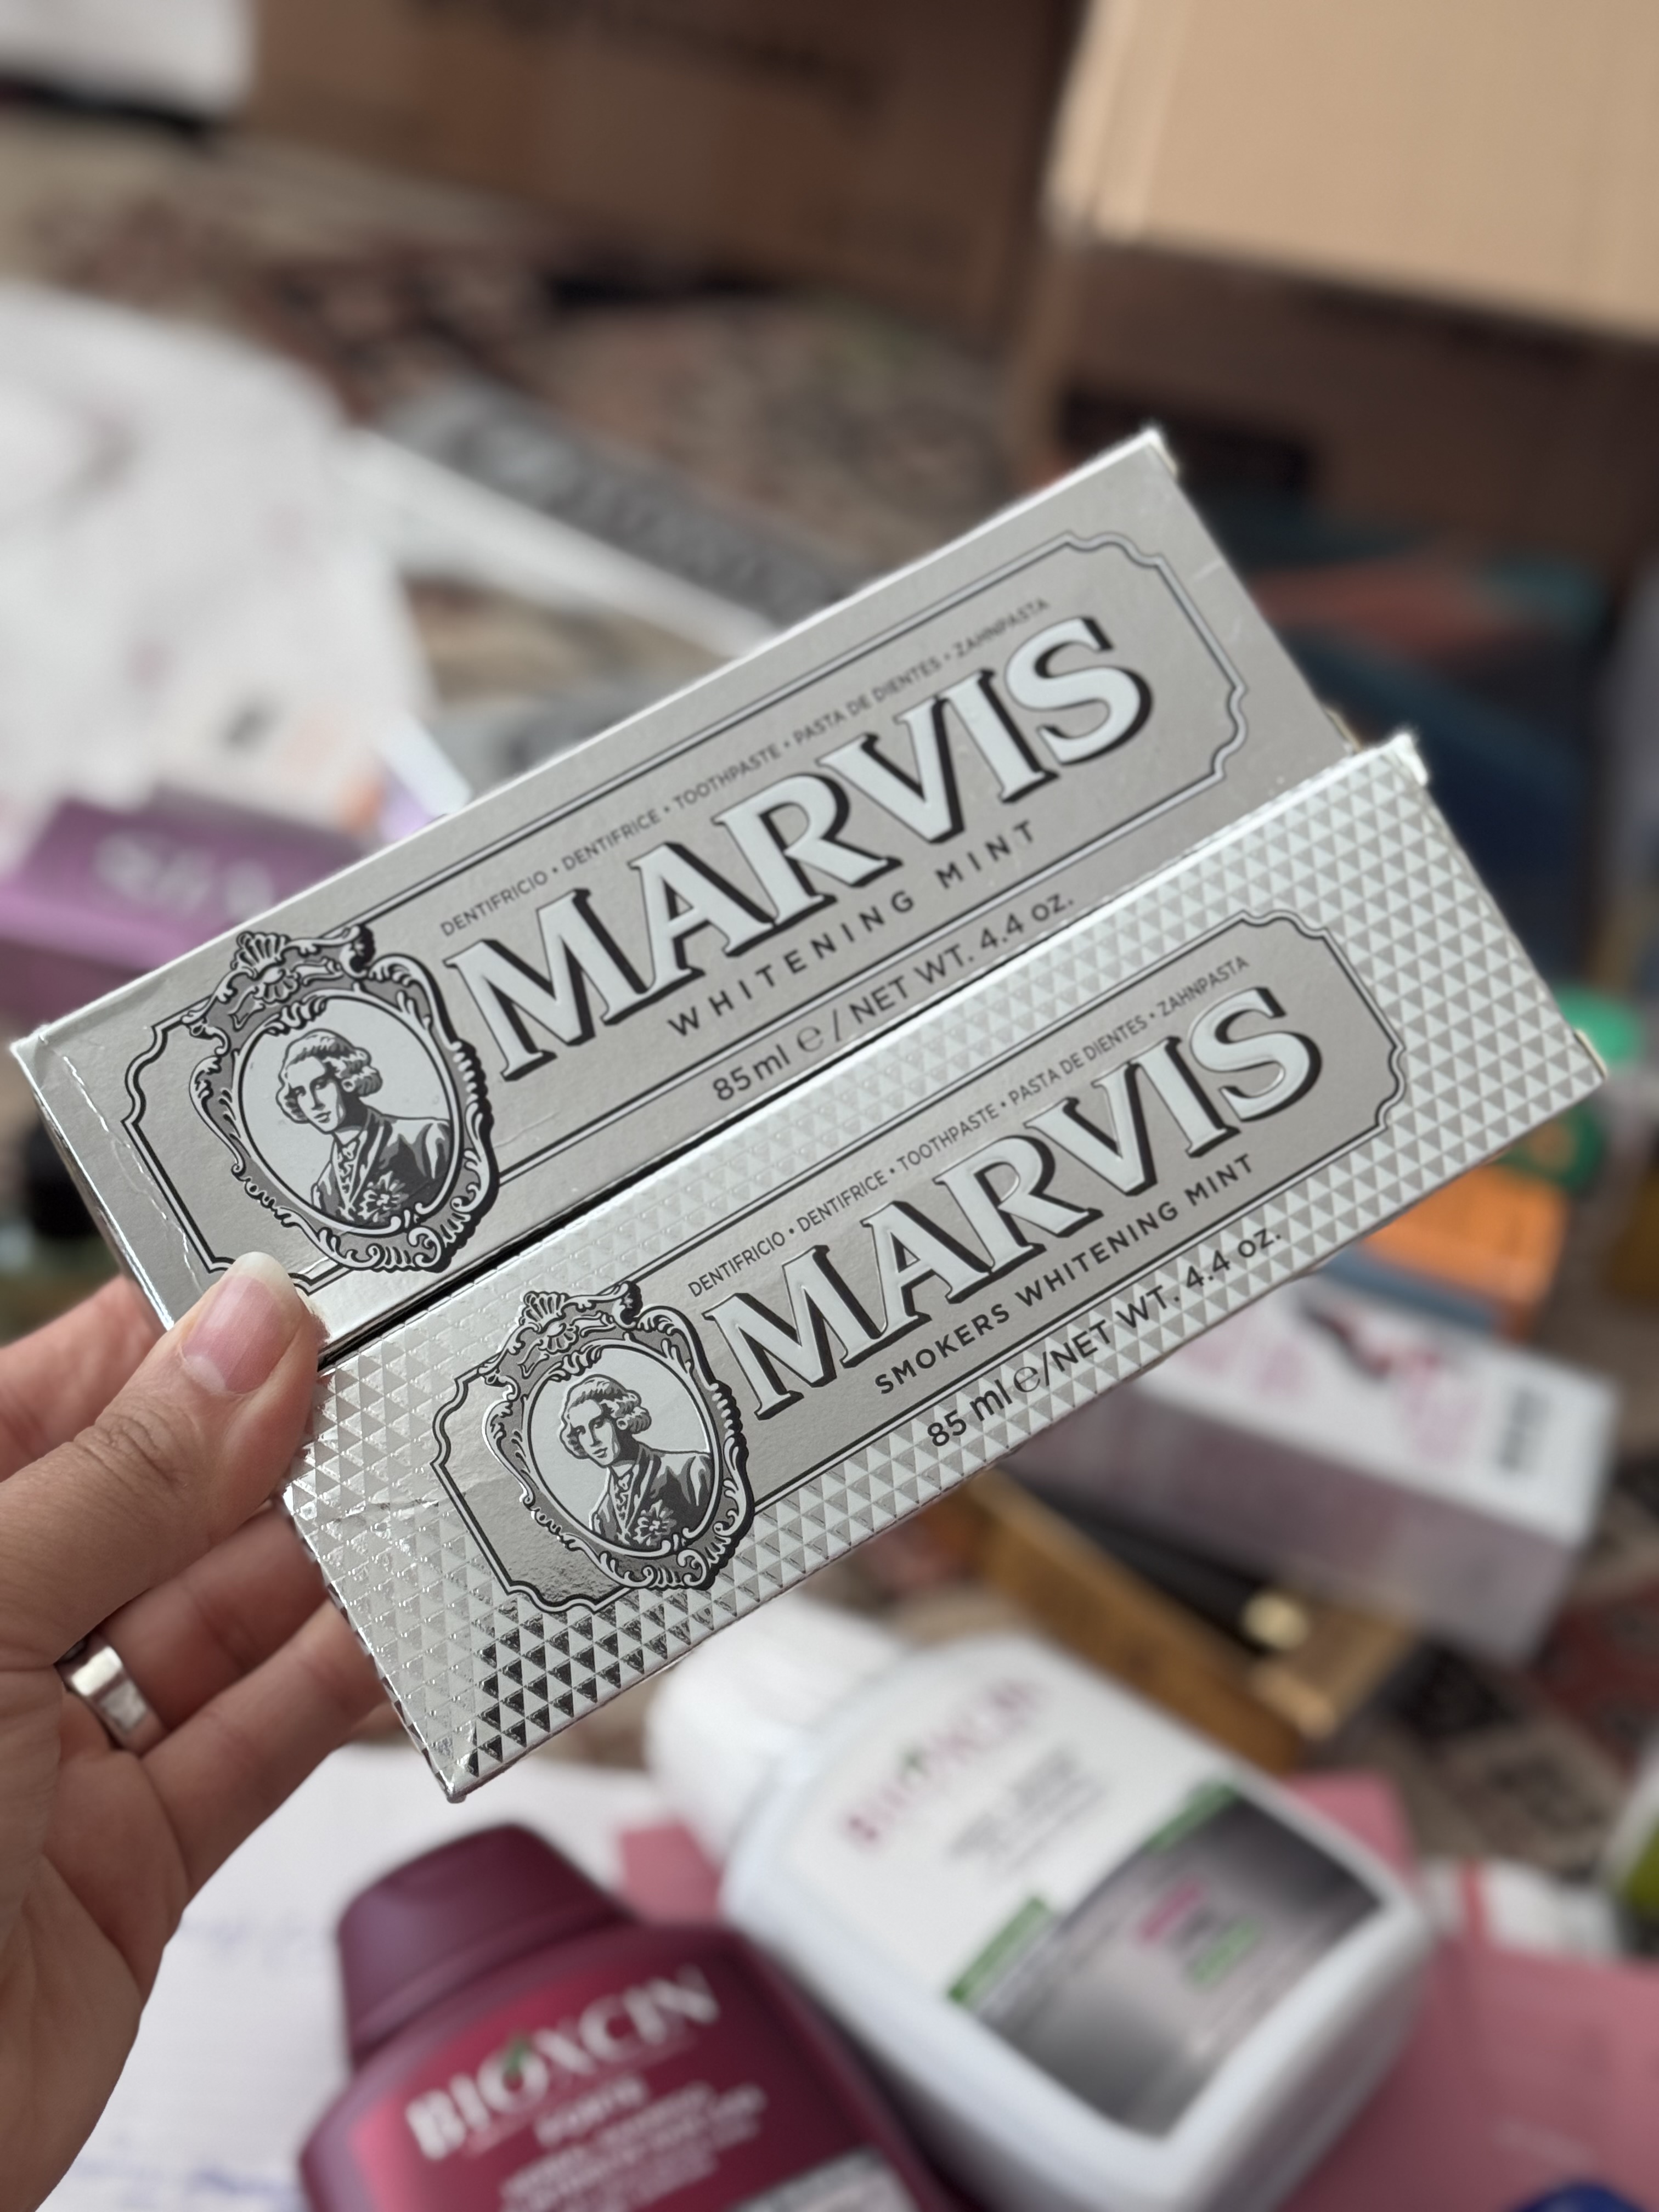 DENTIFRICIO • DENTIFRICE • TOOTHPASTE • PASTA DE DIENTES • ZAHNPASTA
MARVIS
WHITENING MINT
85 ml ℮ / NET WT. 4.4 oz.
DENTIFRICIO • DENTIFRICE • TOOTHPASTE • PASTA DE DIENTES • ZAHNPASTA
MARVIS
SMOKERS WHITENING MINT
85 ml ℮/NET WT. 4.4 oz.
BIOXCIN
BIOXCIN
FORTE